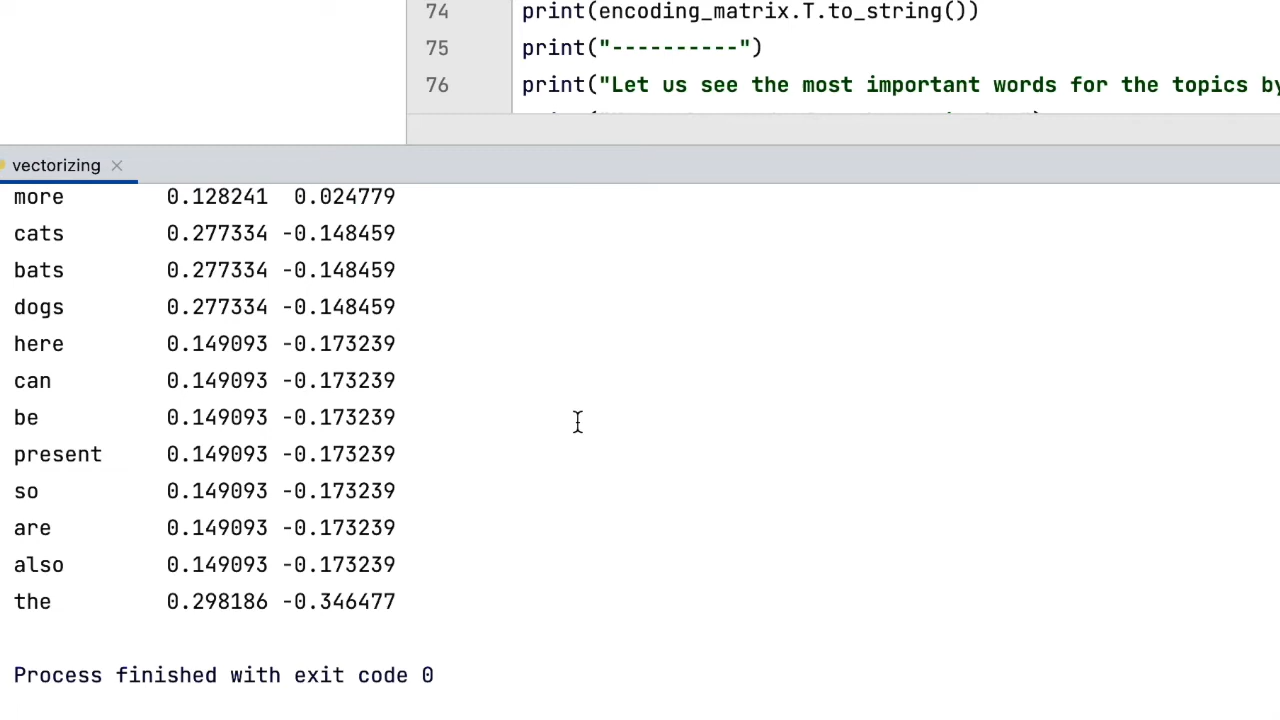 74 print(encoding_matrix.T.to_string())
75 print("----------")
76 print("Let us see the most important words for the topics by
vectorizing
more 0.128241 0.024779
cats 0.277334 -0.148459
bats 0.277334 -0.148459
dogs 0.277334 -0.148459
here 0.149093 -0.173239
can 0.149093 -0.173239
be 0.149093 -0.173239
present 0.149093 -0.173239
so 0.149093 -0.173239
are 0.149093 -0.173239
also 0.149093 -0.173239
the 0.298186 -0.346477
Process finished with exit code 0